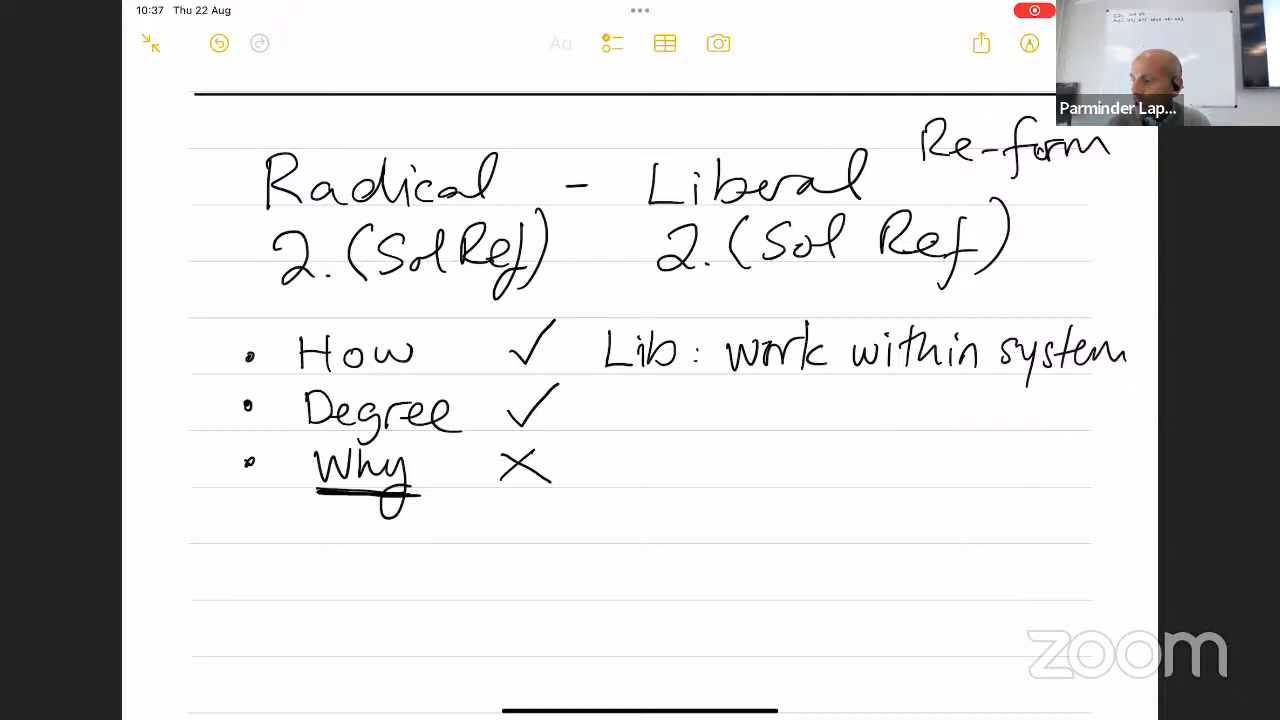 10:37 Thu 22 Aug
Aa
Parminder Lap...
Re-form
Radical - Liberal
2. (Sol Ref) 2. (Sol Ref)
• How ✓ Lib: work within system
• Degree ✓
• Why ✗
zoom